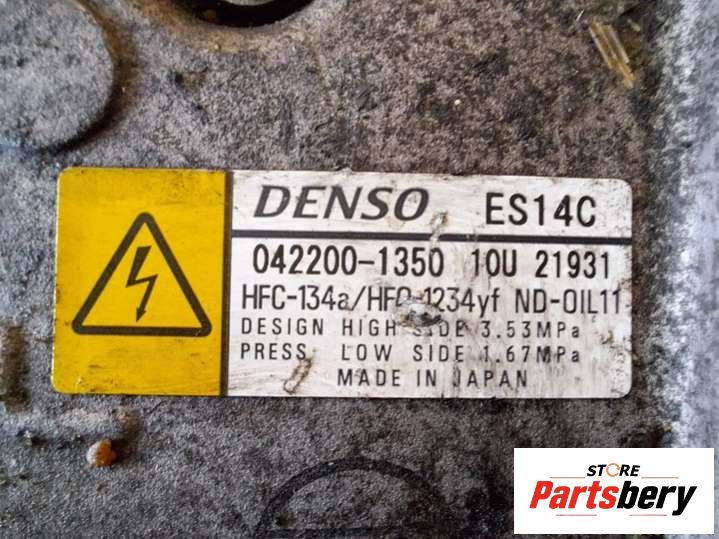 DENSO ES14C
042200-1350 10U 21931
HFC-134a/HFO-1234yf ND-OIL11
DESIGN HIGH SIDE 3.53MPa
PRESS. LOW SIDE 1.67MPa
MADE IN JAPAN
STORE
Partsbery